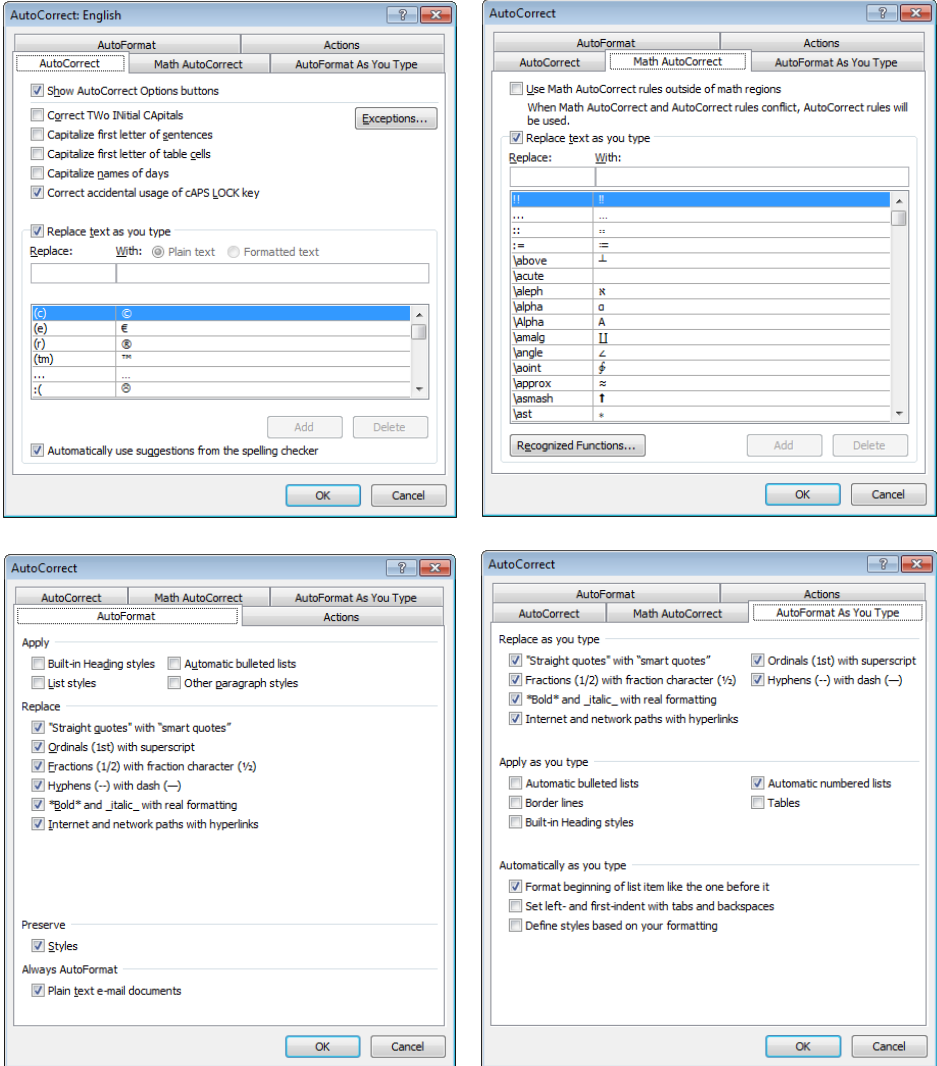 AutoCorrect: English
AutoFormat Actions
AutoCorrect Math AutoCorrect AutoFormat As You Type
Show AutoCorrect Options buttons
Correct TWo INitial CApitals
Exceptions...
Capitalize first letter of sentences
Capitalize first letter of table cells
Capitalize names of days
Correct accidental usage of cAPS LOCK key
Replace text as you type
Replace: With: Plain text Formatted text
(c) ©
(e) €
(r) ®
(tm) ™
... …
:( ☹
Add Delete
Automatically use suggestions from the spelling checker
OK Cancel
AutoCorrect
AutoFormat Actions
AutoCorrect Math AutoCorrect AutoFormat As You Type
Use Math AutoCorrect rules outside of math regions
When Math AutoCorrect and AutoCorrect rules conflict, AutoCorrect rules will
be used.
Replace text as you type
Replace: With:
!! ‼
... …
:: ∷
:= ≔
\above ┴
\acute
\aleph ℵ
\alpha α
\Alpha Α
\amalg ∐
\angle ∠
\aoint ∳
\approx ≈
\asmash ⬆
\ast ∗
Recognized Functions... Add Delete
OK Cancel
AutoCorrect
AutoCorrect Math AutoCorrect AutoFormat As You Type
AutoFormat Actions
Apply
Built-in Heading styles Automatic bulleted lists
List styles Other paragraph styles
Replace
"Straight quotes" with “smart quotes”
Ordinals (1st) with superscript
Fractions (1/2) with fraction character (½)
Hyphens (--) with dash (—)
*Bold* and _italic_ with real formatting
Internet and network paths with hyperlinks
Preserve
Styles
Always AutoFormat
Plain text e-mail documents
OK Cancel
AutoCorrect
AutoFormat Actions
AutoCorrect Math AutoCorrect AutoFormat As You Type
Replace as you type
"Straight quotes" with “smart quotes” Ordinals (1st) with superscript
Fractions (1/2) with fraction character (½) Hyphens (--) with dash (—)
*Bold* and _italic_ with real formatting
Internet and network paths with hyperlinks
Apply as you type
Automatic bulleted lists Automatic numbered lists
Border lines Tables
Built-in Heading styles
Automatically as you type
Format beginning of list item like the one before it
Set left- and first-indent with tabs and backspaces
Define styles based on your formatting
OK Cancel